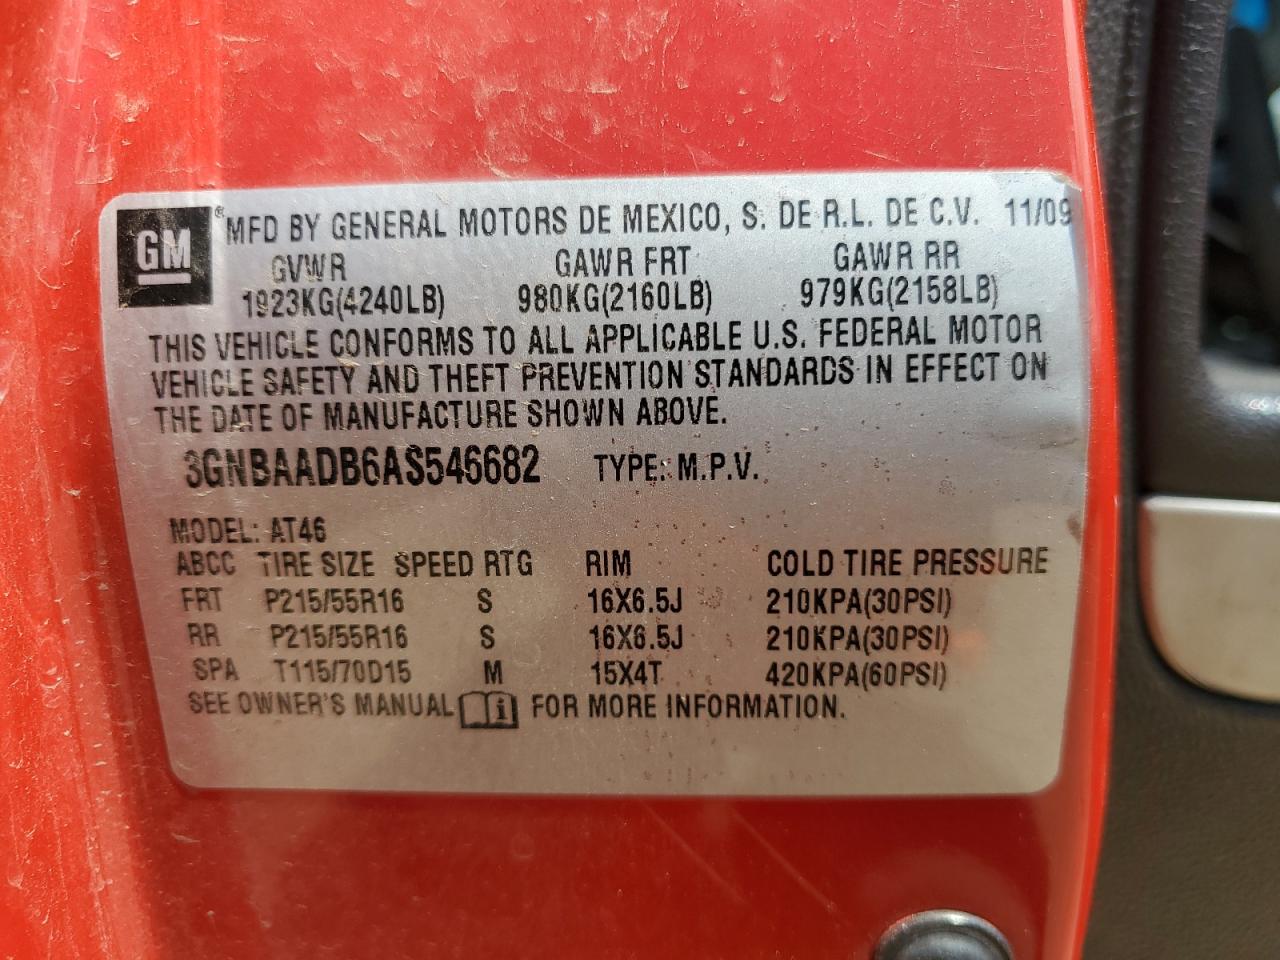 GM® MFD BY GENERAL MOTORS DE MEXICO, S. DE R.L. DE C.V. 11/09
GVWR GAWR FRT GAWR RR
1923KG(4240LB) 980KG(2160LB) 979KG(2158LB)
THIS VEHICLE CONFORMS TO ALL APPLICABLE U.S. FEDERAL MOTOR
VEHICLE SAFETY AND THEFT PREVENTION STANDARDS IN EFFECT ON
THE DATE OF MANUFACTURE SHOWN ABOVE.
3GNBAADB6AS546682 TYPE: M.P.V.
MODEL: AT46
ABCC TIRE SIZE SPEED RTG RIM COLD TIRE PRESSURE
FRT P215/55R16 S 16X6.5J 210KPA(30PSI)
RR P215/55R16 S 16X6.5J 210KPA(30PSI)
SPA T115/70D15 M 15X4T 420KPA(60PSI)
SEE OWNER'S MANUAL i FOR MORE INFORMATION.